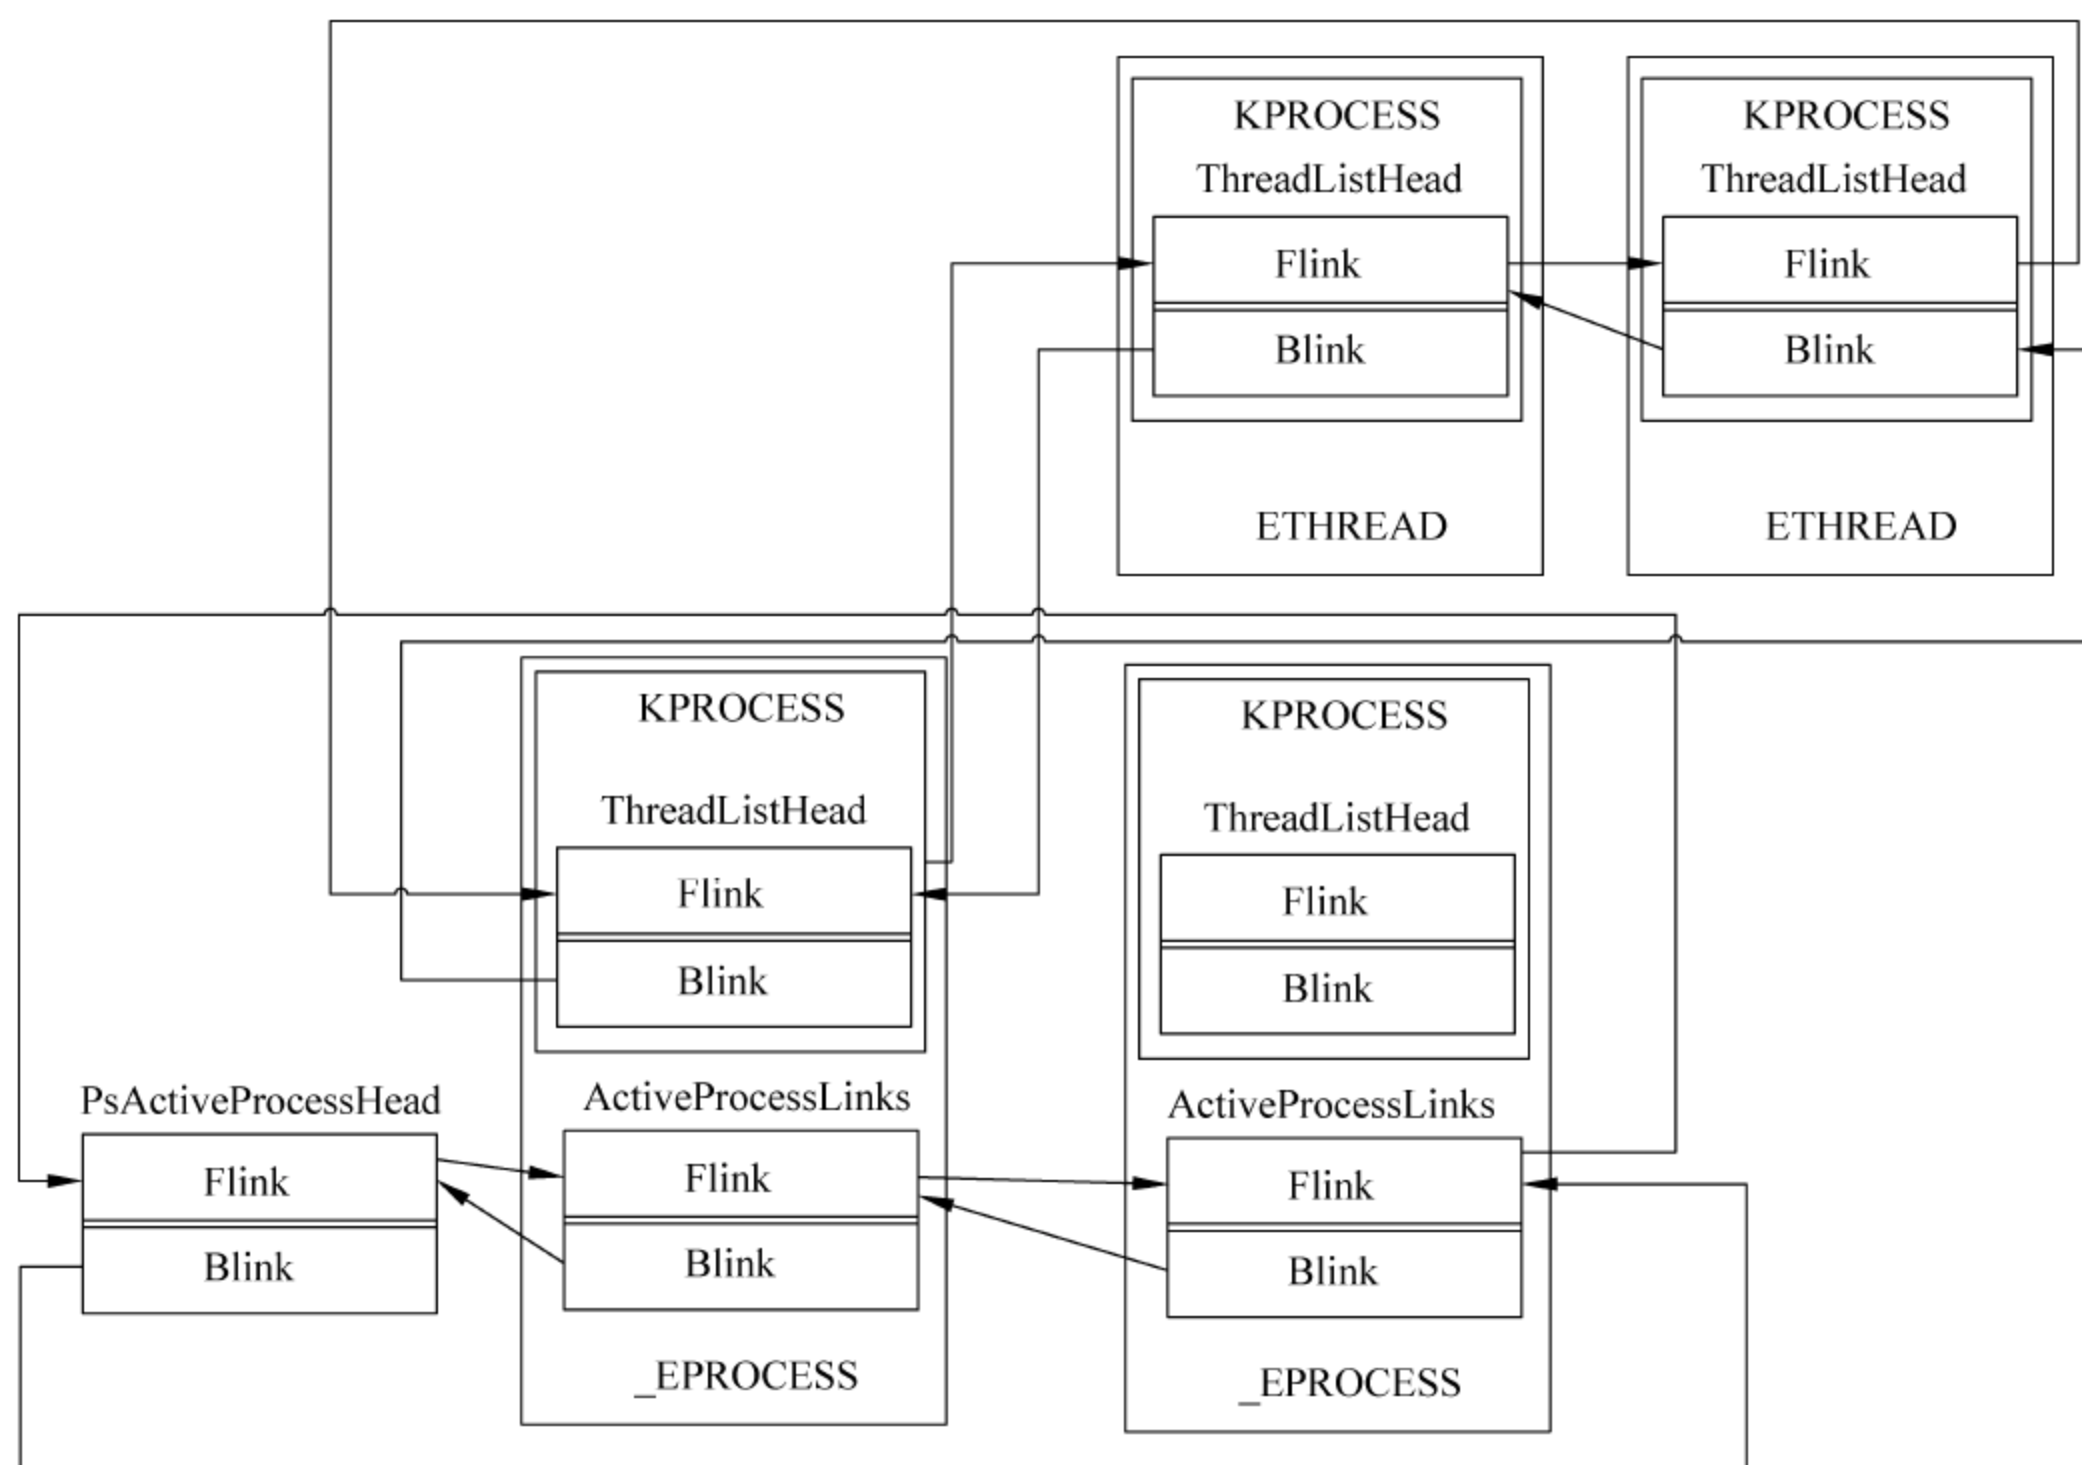 KPROCESS
KPROCESS
ThreadListHead
ThreadListHead
Flink
Flink
Blink
Blink
ETHREAD
ETHREAD
KPROCESS
KPROCESS
ThreadListHead
ThreadListHead
Flink
Flink
Blink
Blink
PsActiveProcessHead
ActiveProcessLinks
ActiveProcessLinks
Flink
Flink
Flink
Blink
Blink
Blink
_EPROCESS
_EPROCESS